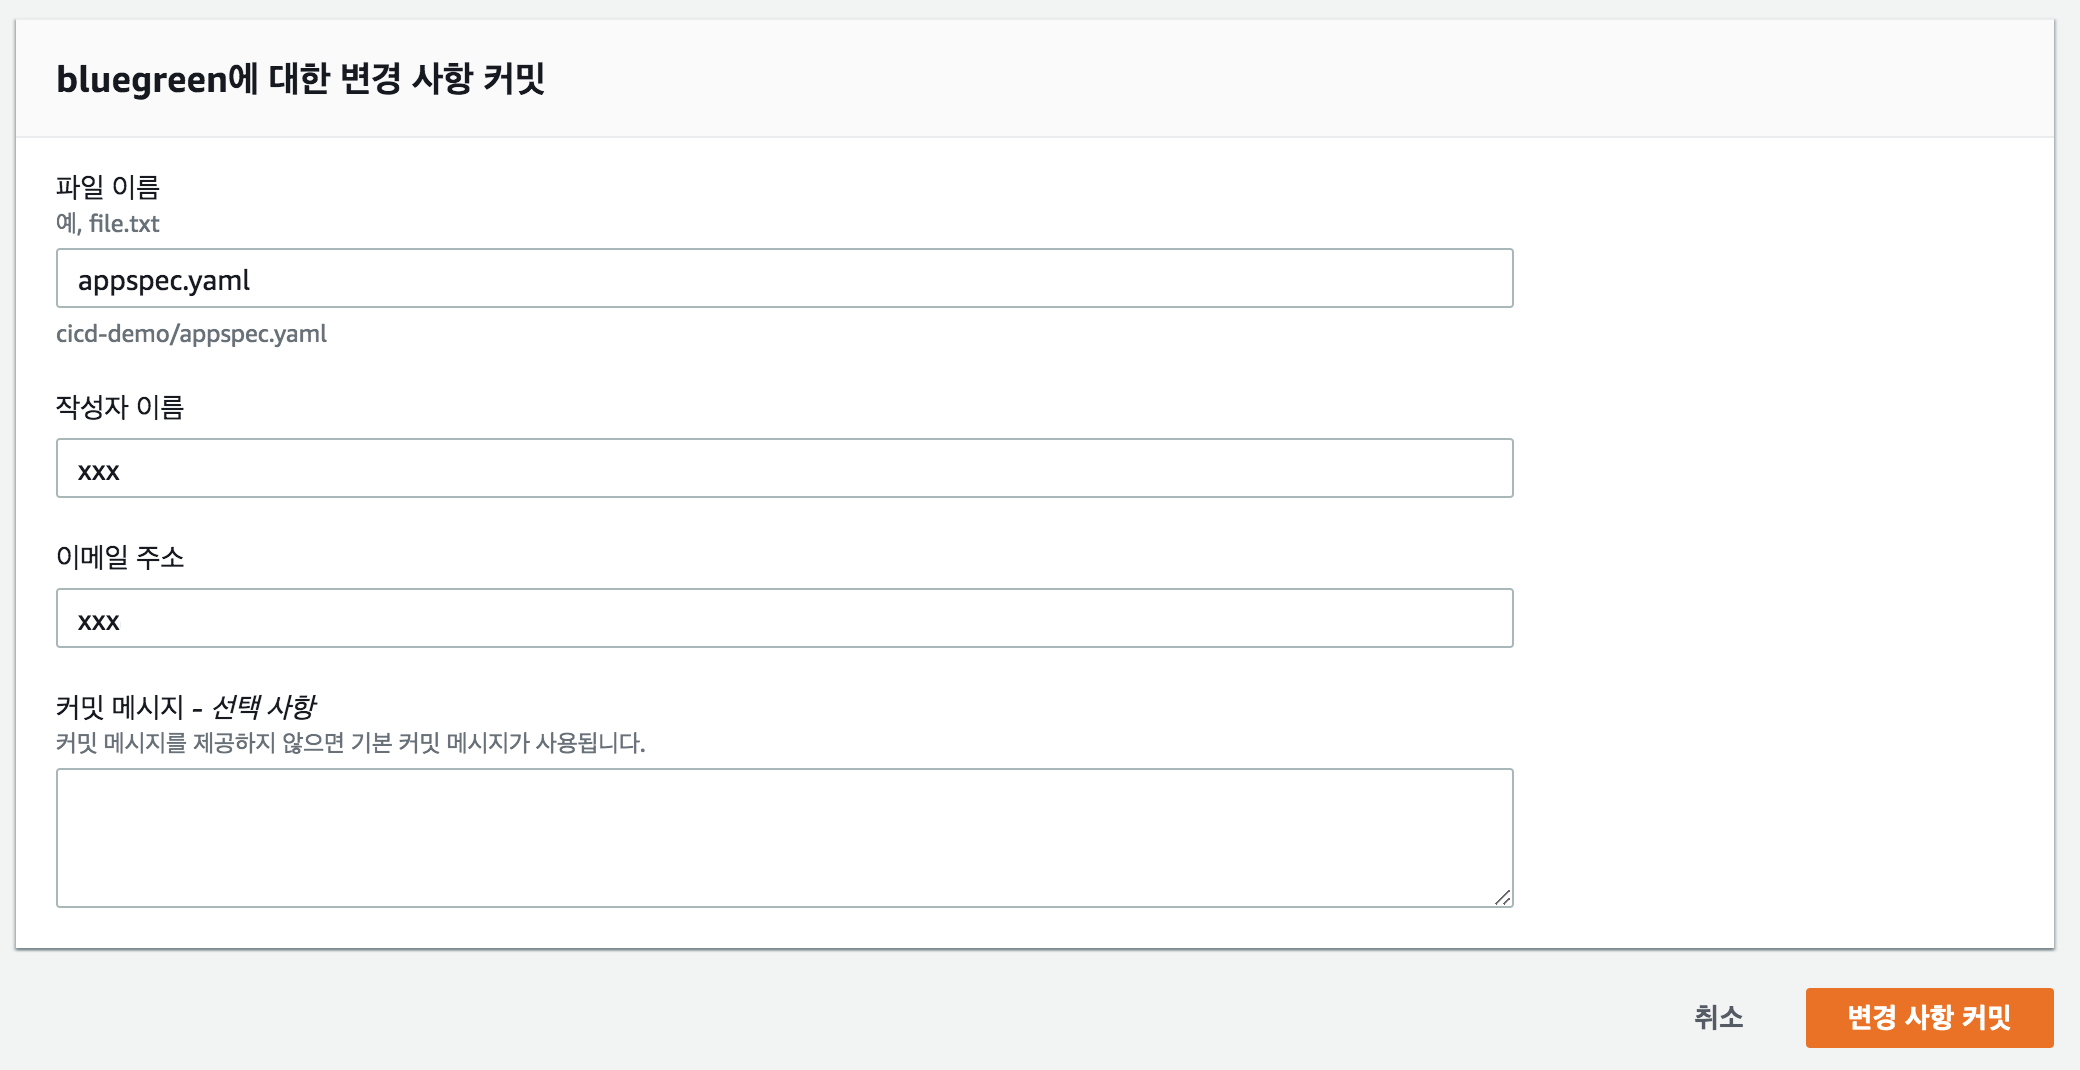 bluegreen에 대한 변경 사항 커밋
파일 이름
예, file.txt
appspec.yaml
cicd-demo/appspec.yaml
작성자 이름
xxx
이메일 주소
xxx
커밋 메시지 - 선택 사항
커밋 메시지를 제공하지 않으면 기본 커밋 메시지가 사용됩니다.
취소
변경 사항 커밋